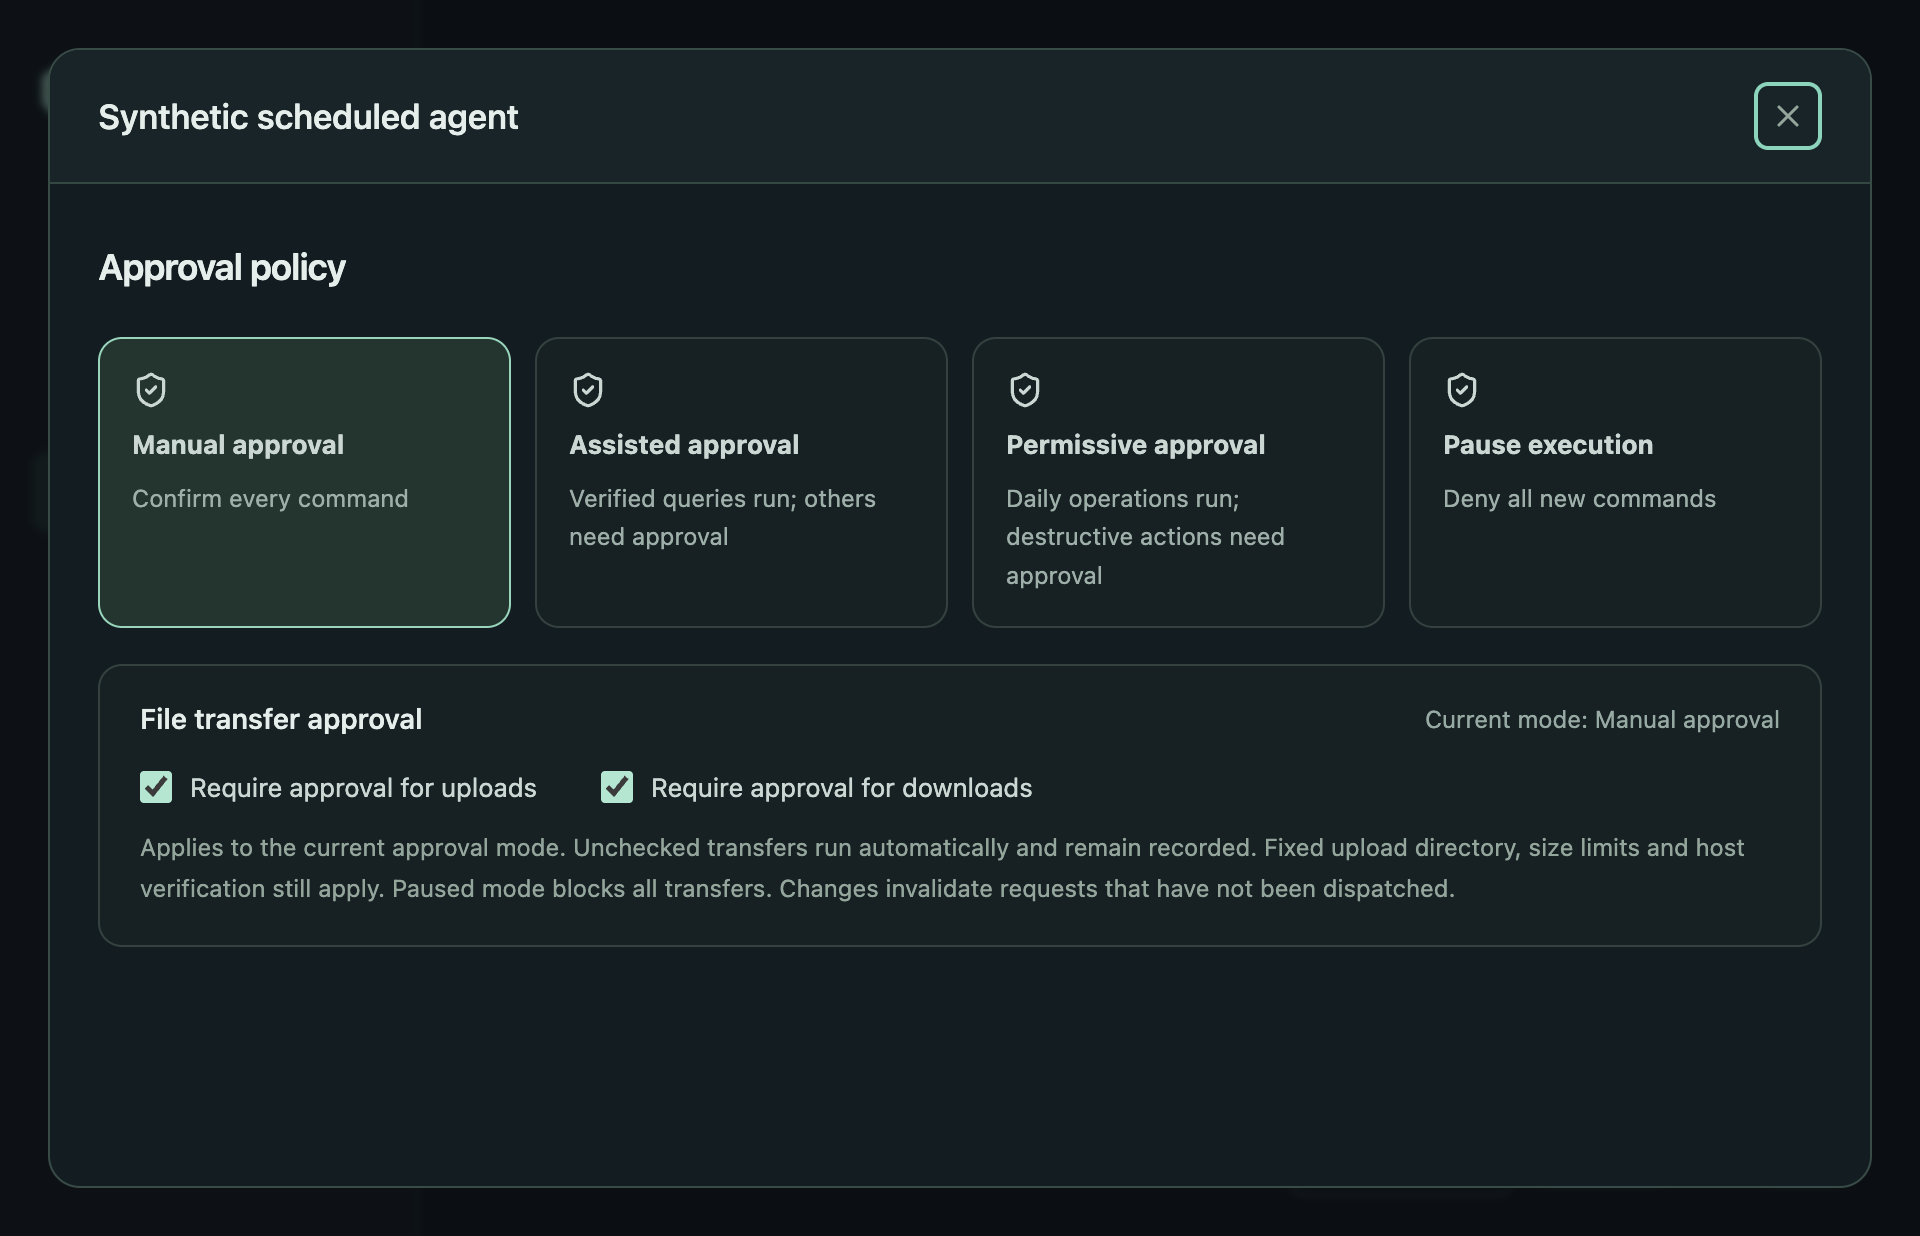 Synthetic scheduled agent
Approval policy
Manual approval
Confirm every command
Assisted approval
Verified queries run; others
need approval
Permissive approval
Daily operations run;
destructive actions need
approval
Pause execution
Deny all new commands
File transfer approval
Current mode: Manual approval
Require approval for uploads
Require approval for downloads
Applies to the current approval mode. Unchecked transfers run automatically and remain recorded. Fixed upload directory, size limits and host
verification still apply. Paused mode blocks all transfers. Changes invalidate requests that have not been dispatched.